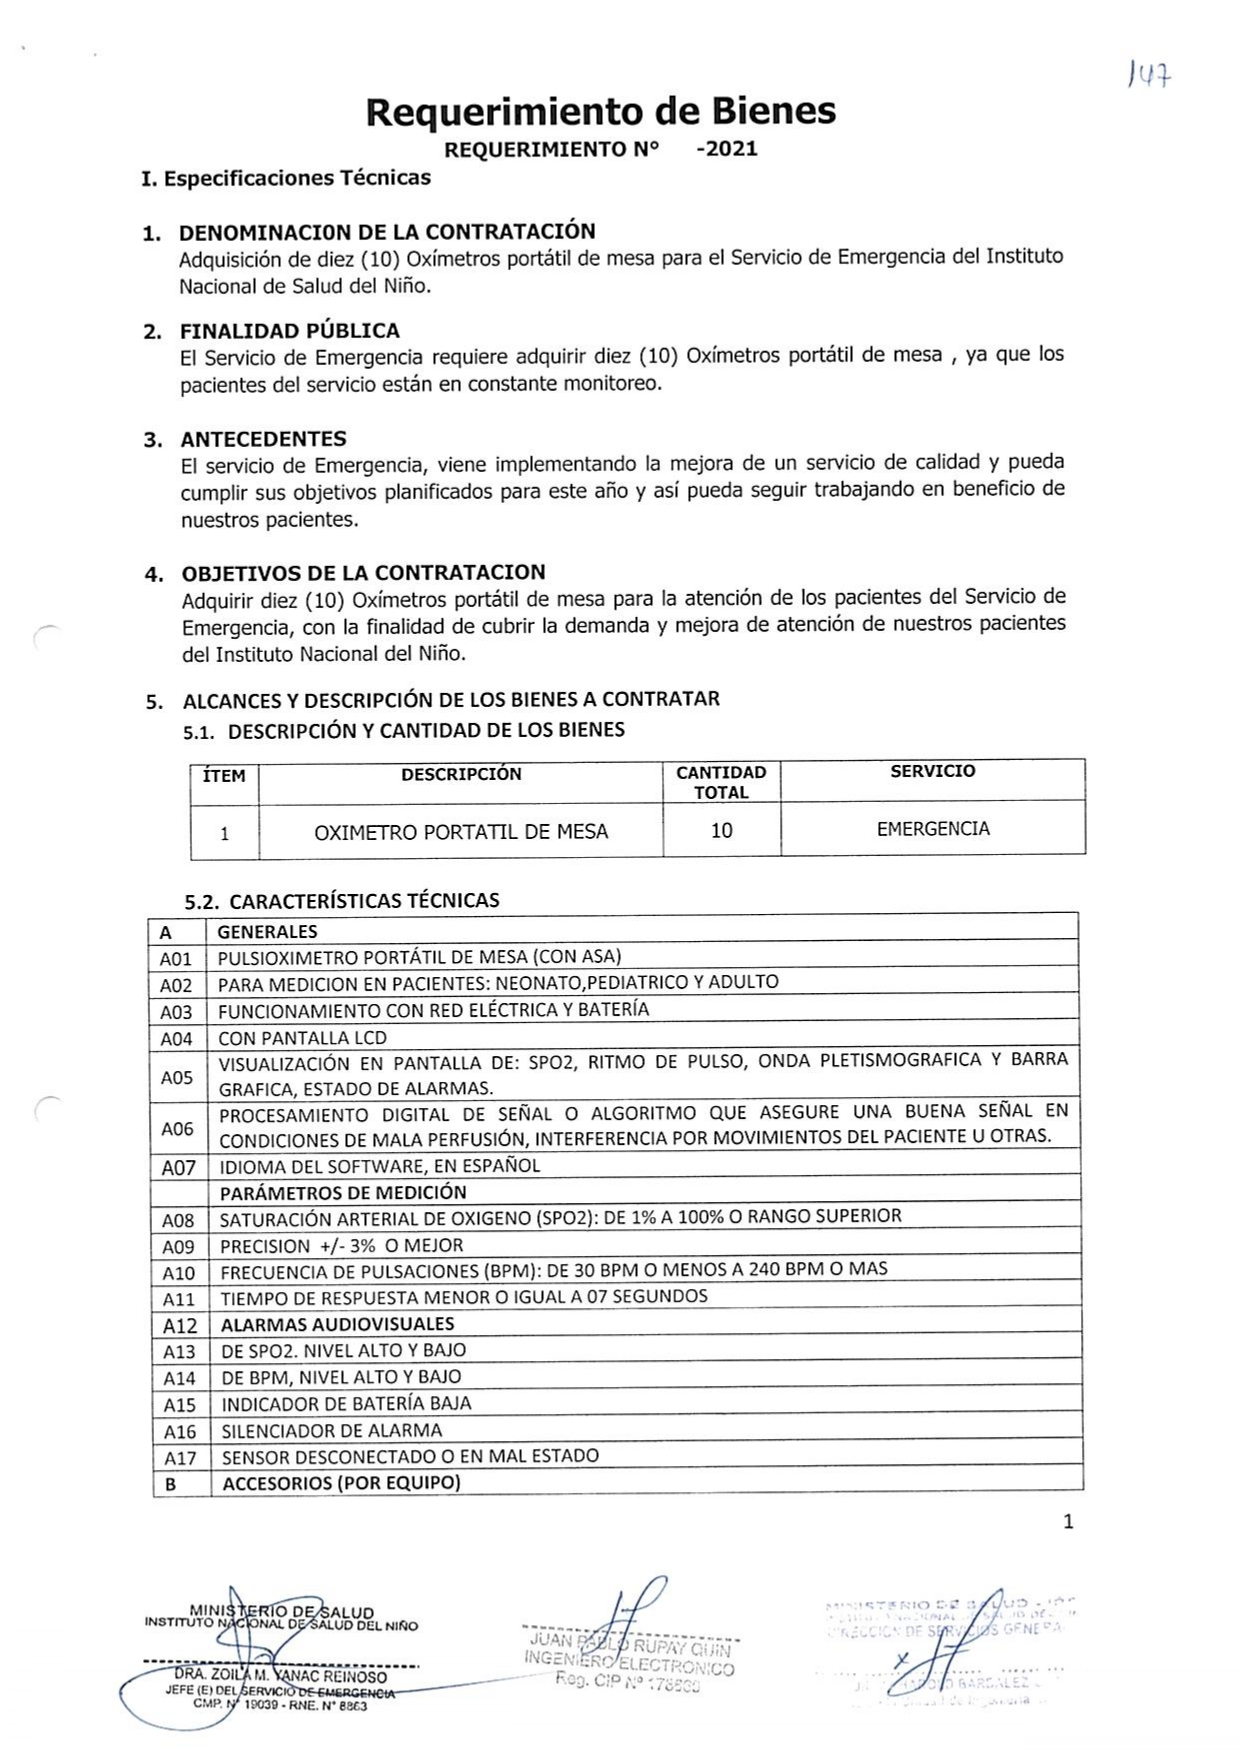 147
Requerimiento de Bienes
REQUERIMIENTO Nº -2021
I. Especificaciones Técnicas
1. DENOMINACION DE LA CONTRATACIÓN
Adquisición de diez (10) Oxímetros portátil de mesa para el Servicio de Emergencia del Instituto
Nacional de Salud del Niño.
2. FINALIDAD PÚBLICA
El Servicio de Emergencia requiere adquirir diez (10) Oxímetros portátil de mesa , ya que los
pacientes del servicio están en constante monitoreo.
3. ANTECEDENTES
El servicio de Emergencia, viene implementando la mejora de un servicio de calidad y pueda
cumplir sus objetivos planificados para este año y así pueda seguir trabajando en beneficio de
nuestros pacientes.
4. OBJETIVOS DE LA CONTRATACION
Adquirir diez (10) Oxímetros portátil de mesa para la atención de los pacientes del Servicio de
Emergencia, con la finalidad de cubrir la demanda y mejora de atención de nuestros pacientes
del Instituto Nacional del Niño.
5. ALCANCES Y DESCRIPCIÓN DE LOS BIENES A CONTRATAR
5.1. DESCRIPCIÓN Y CANTIDAD DE LOS BIENES
ÍTEM DESCRIPCIÓN CANTIDAD TOTAL SERVICIO
1 OXIMETRO PORTATIL DE MESA 10 EMERGENCIA
5.2. CARACTERÍSTICAS TÉCNICAS
A GENERALES
A01 PULSIOXIMETRO PORTÁTIL DE MESA (CON ASA)
A02 PARA MEDICION EN PACIENTES: NEONATO,PEDIATRICO Y ADULTO
A03 FUNCIONAMIENTO CON RED ELÉCTRICA Y BATERÍA
A04 CON PANTALLA LCD
A05 VISUALIZACIÓN EN PANTALLA DE: SPO2, RITMO DE PULSO, ONDA PLETISMOGRAFICA Y BARRA
GRAFICA, ESTADO DE ALARMAS.
A06 PROCESAMIENTO DIGITAL DE SEÑAL O ALGORITMO QUE ASEGURE UNA BUENA SEÑAL EN
CONDICIONES DE MALA PERFUSIÓN, INTERFERENCIA POR MOVIMIENTOS DEL PACIENTE U OTRAS.
A07 IDIOMA DEL SOFTWARE, EN ESPAÑOL
PARÁMETROS DE MEDICIÓN
A08 SATURACIÓN ARTERIAL DE OXIGENO (SPO2): DE 1% A 100% O RANGO SUPERIOR
A09 PRECISION +/- 3% O MEJOR
A10 FRECUENCIA DE PULSACIONES (BPM): DE 30 BPM O MENOS A 240 BPM O MAS
A11 TIEMPO DE RESPUESTA MENOR O IGUAL A 07 SEGUNDOS
A12 ALARMAS AUDIOVISUALES
A13 DE SPO2. NIVEL ALTO Y BAJO
A14 DE BPM, NIVEL ALTO Y BAJO
A15 INDICADOR DE BATERÍA BAJA
A16 SILENCIADOR DE ALARMA
A17 SENSOR DESCONECTADO O EN MAL ESTADO
B ACCESORIOS (POR EQUIPO)
1
MINISTERIO DE SALUD
INSTITUTO NACIONAL DE SALUD DEL NIÑO
DRA. ZOILA M. YANAC REINOSO
JEFE (E) DEL SERVICIO DE EMERGENCIA
CMP. Nº 19039 - RNE. Nº 8863
JUAN PABLO RUPAY QUIN
INGENIERO ELECTRONICO
Reg. CIP Nº
MINISTERIO DE SALUD
DIRECCION DE SERVICIOS GENERA